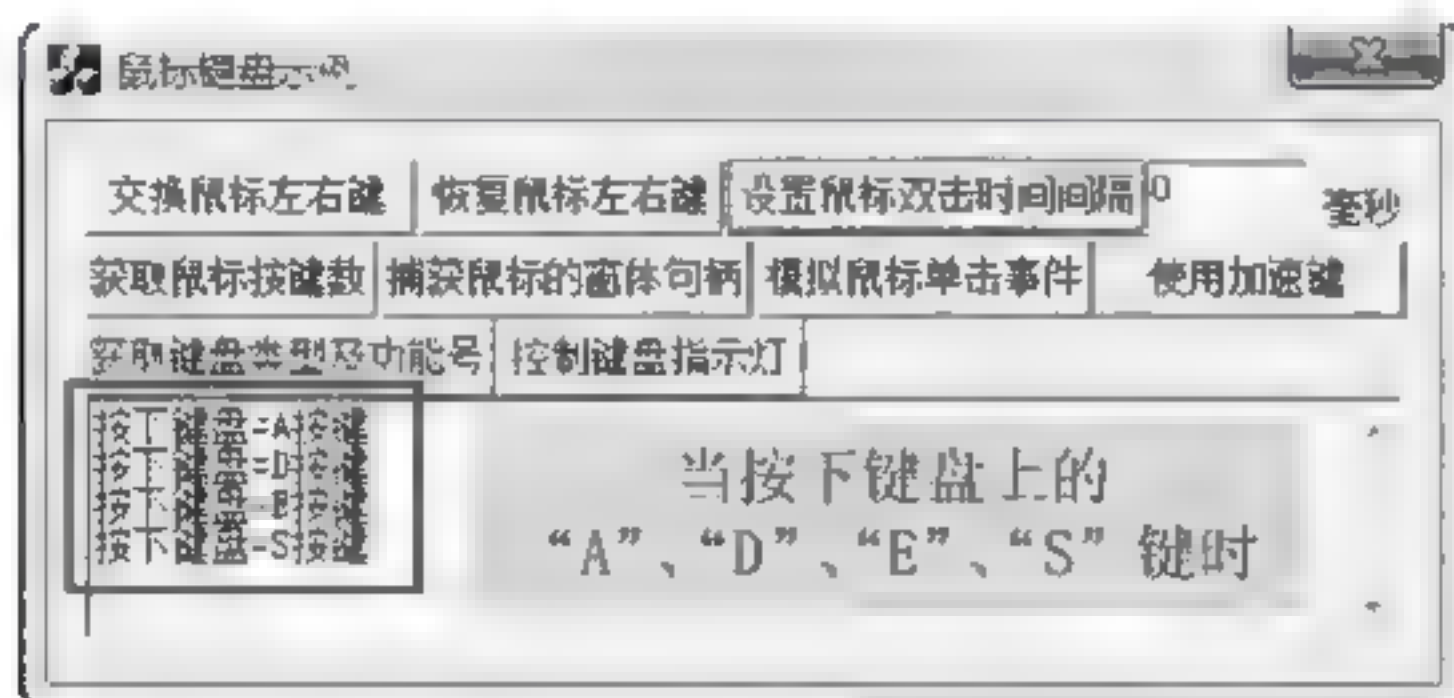 鼠标键盘示例
交换鼠标左右键 恢复鼠标左右键 设置鼠标双击时间间隔 0 毫秒
获取鼠标按键数 捕获鼠标的窗体句柄 模拟鼠标单击事件 使用加速键
获取键盘类型及功能号 控制键盘指示灯
按下键盘=A按键
按下键盘=D按键
按下键盘=E按键
按下键盘=S按键
当按下键盘上的
“A”、“D”、“E”、“S” 键时